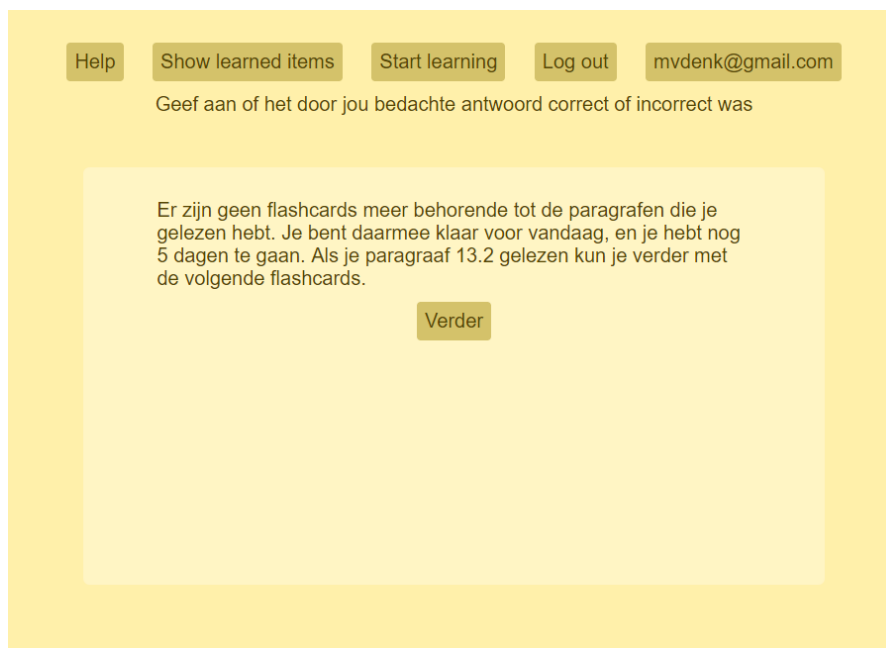 Help Show learned items Start learning Log out mvdenk@gmail.com
Geef aan of het door jou bedachte antwoord correct of incorrect was
Er zijn geen flashcards meer behorende tot de paragrafen die je
gelezen hebt. Je bent daarmee klaar voor vandaag, en je hebt nog
5 dagen te gaan. Als je paragraaf 13.2 gelezen kun je verder met
de volgende flashcards.
Verder